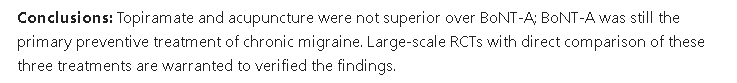 Conclusions: Topiramate and acupuncture were not superior over BoNT-A; BoNT-A was still the
primary preventive treatment of chronic migraine. Large-scale RCTs with direct comparison of these
three treatments are warranted to verified the findings.